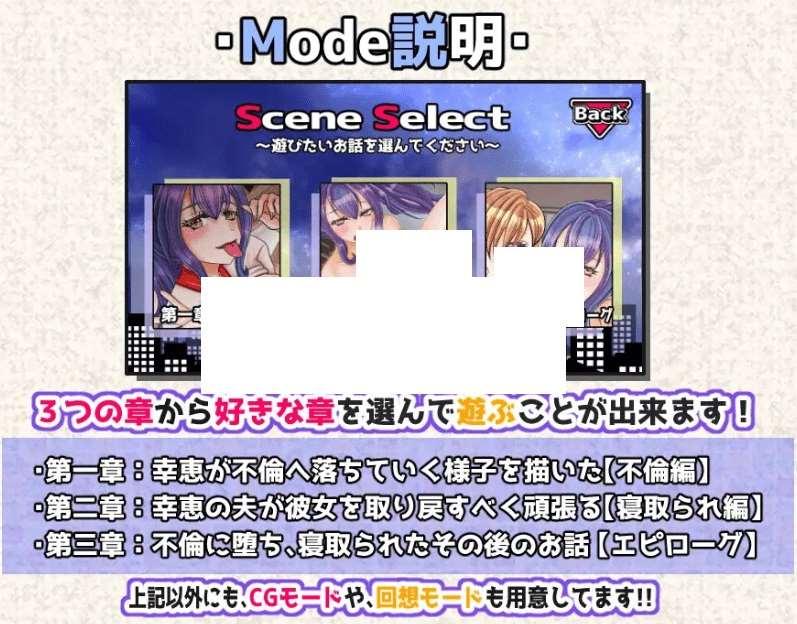 ・Mode説明・
Scene Select
Back
～遊びたいお話を選んでください～
第一章
ーグ
３つの章から好きな章を選んで遊ぶことが出来ます！
・第一章：幸恵が不倫へ落ちていく様子を描いた【不倫編】
・第二章：幸恵の夫が彼女を取り戻すべく頑張る【寝取られ編】
・第三章：不倫に堕ち、寝取られたその後のお話【エピローグ】
上記以外にも、CGモードや、回想モードも用意してます!!